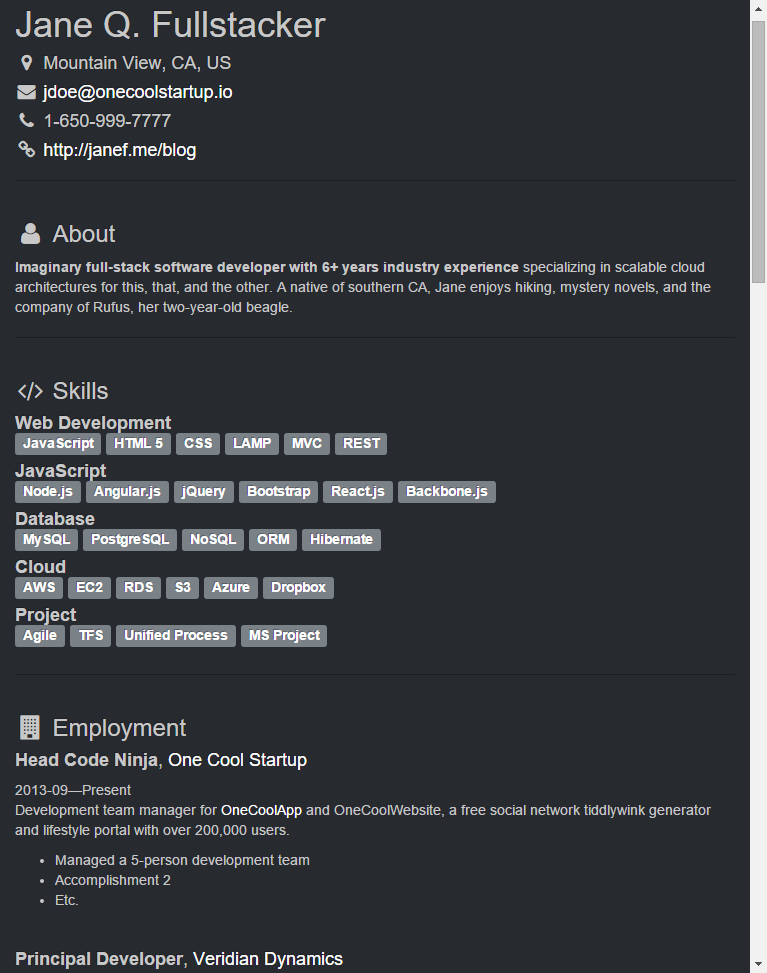 Jane Q. Fullstacker
Mountain View, CA, US
jdoe@onecoolstartup.io
1-650-999-7777
http://janef.me/blog
About
Imaginary full-stack software developer with 6+ years industry experience specializing in scalable cloud
architectures for this, that, and the other. A native of southern CA, Jane enjoys hiking, mystery novels, and the
company of Rufus, her two-year-old beagle.
Skills
Web Development
JavaScript HTML 5 CSS LAMP MVC REST
JavaScript
Node.js Angular.js jQuery Bootstrap React.js Backbone.js
Database
MySQL PostgreSQL NoSQL ORM Hibernate
Cloud
AWS EC2 RDS S3 Azure Dropbox
Project
Agile TFS Unified Process MS Project
Employment
Head Code Ninja, One Cool Startup
2013-09—Present
Development team manager for OneCoolApp and OneCoolWebsite, a free social network tiddlywink generator
and lifestyle portal with over 200,000 users.
• Managed a 5-person development team
• Accomplishment 2
• Etc.
Principal Developer, Veridian Dynamics